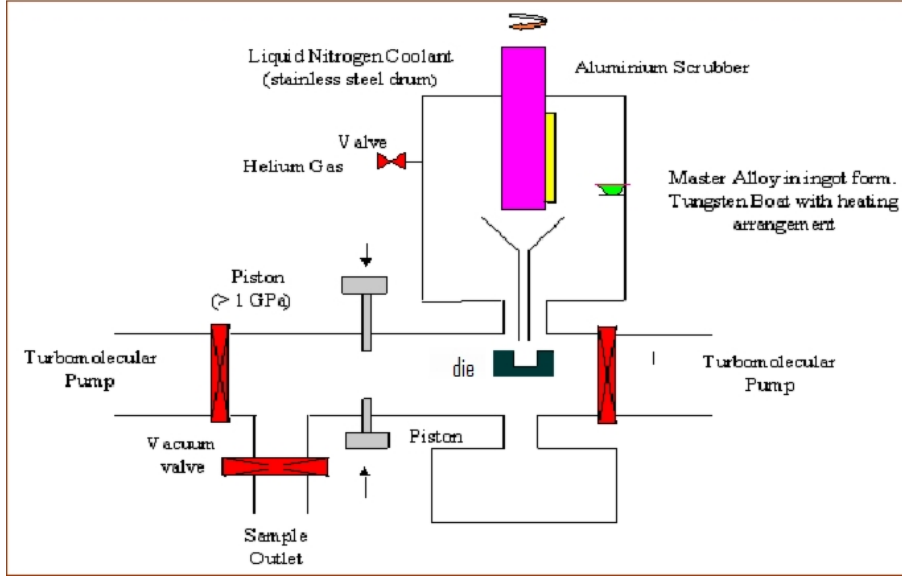 Liquid Nitrogen Coolant
(stainless steel drum)
Aluminium Scrubber
Valve
Helium Gas
Master Alloy in ingot form.
Tungsten Boat with heating
arrangement
Piston
(> 1 GPa)
Turbomolecular
Pump
die
Turbomolecular
Pump
Piston
Vacuum
valve
Sample
Outlet